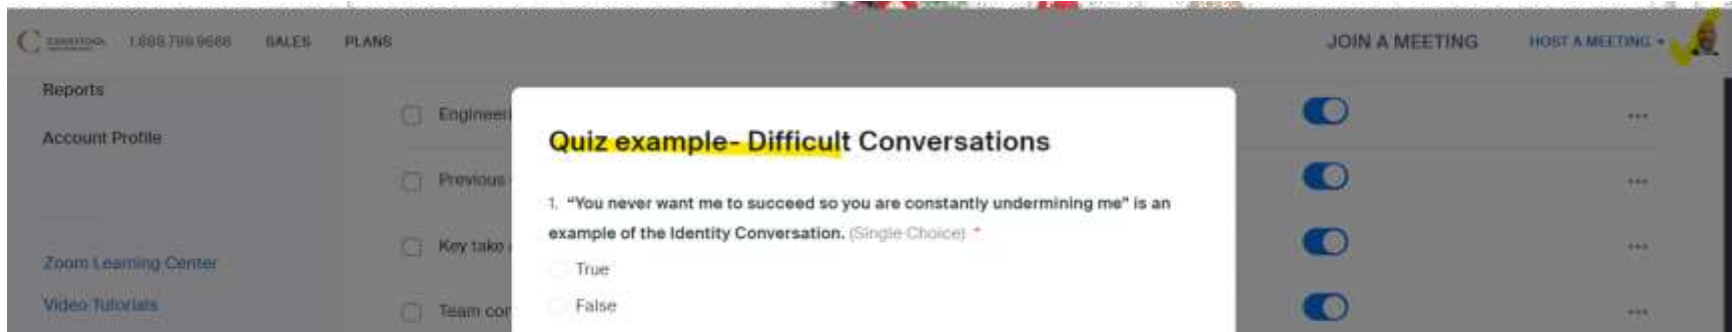 1.888.799.9666 SALES PLANS JOIN A MEETING HOST A MEETING
Reports
Account Profile
Zoom Learning Center
Video Tutorials
Engineeri
Previous
Key take
Team con
Quiz example- Difficult Conversations
1. “You never want me to succeed so you are constantly undermining me” is an
example of the Identity Conversation. (Single Choice) *
True
False